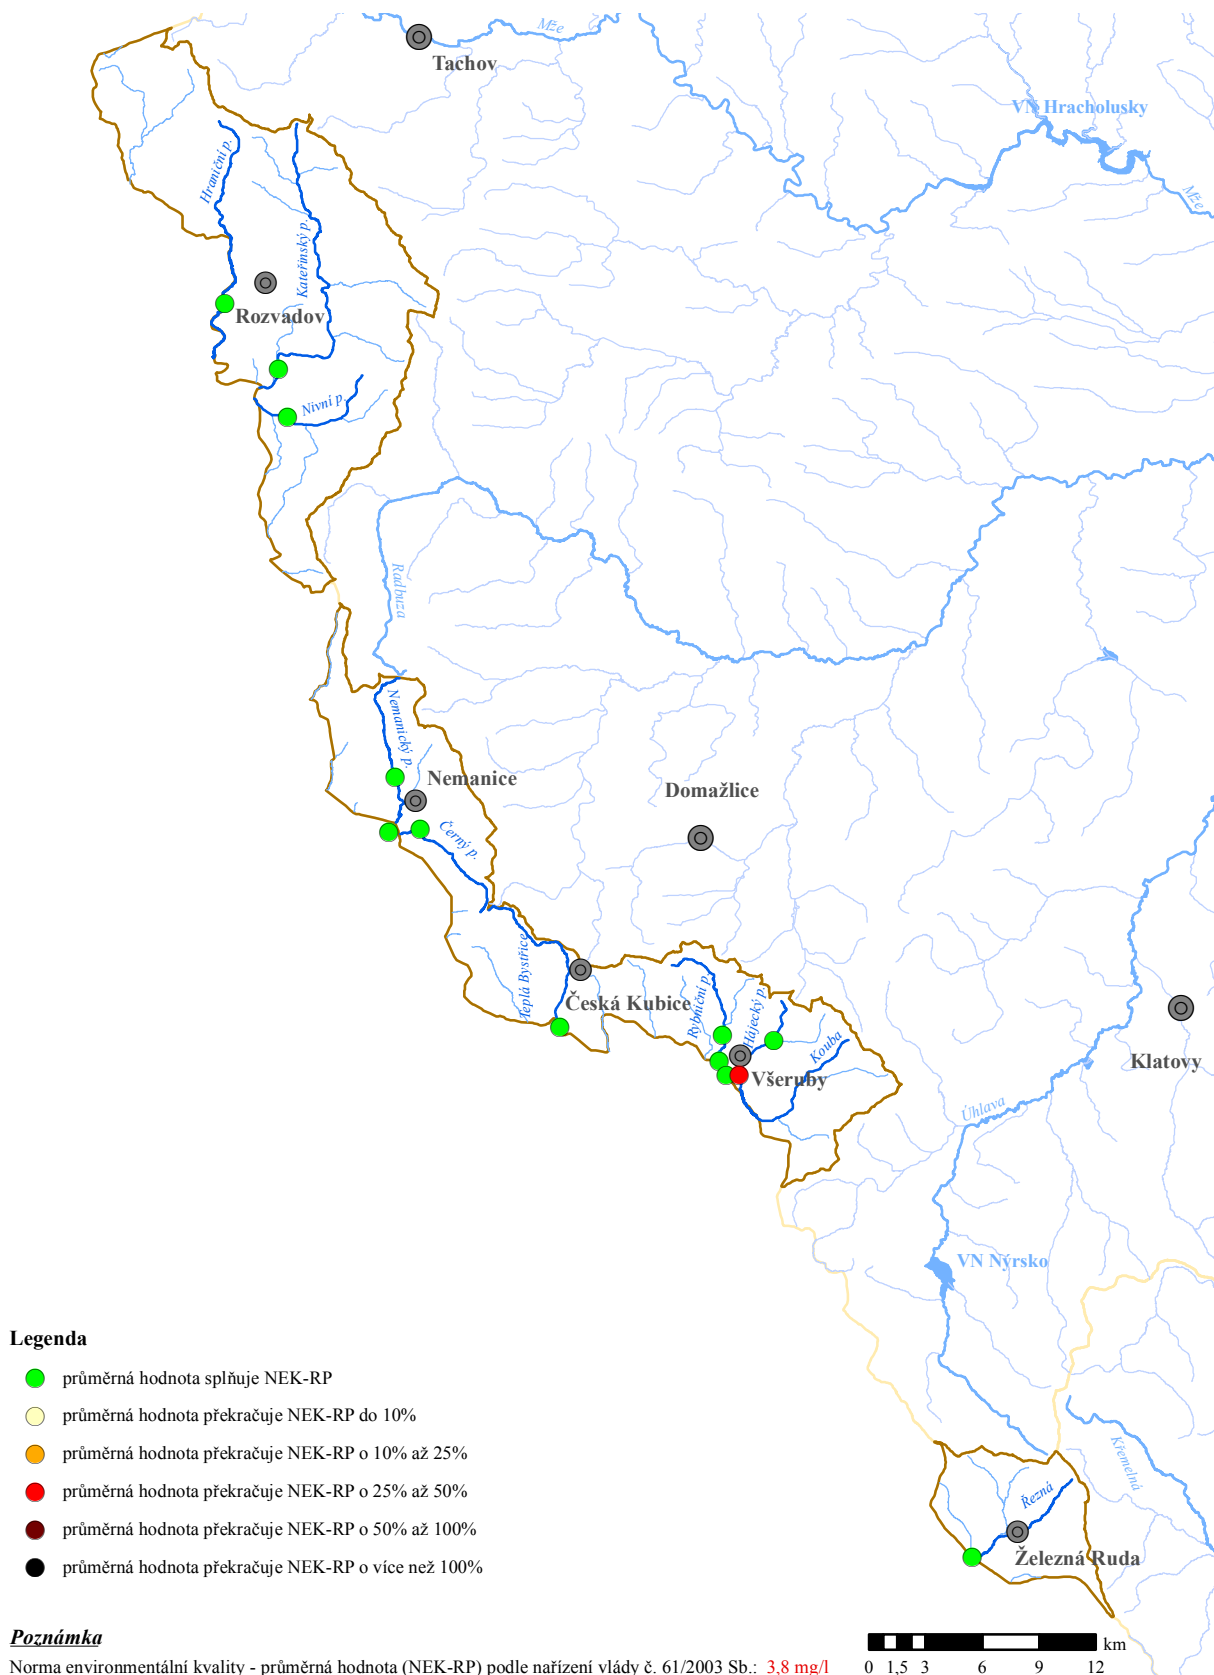 Mže
Tachov
VN Hracholusky
Mže
Hraniční p.
Kateřinský p.
Rozvadov
Nivní p.
Radbuza
Nemanický p.
Nemanice
Domažlice
Černý p.
Teplá Bystřice
Česká Kubice
Rybniční p.
Hájecký p.
Kouba
Všeruby
Klatovy
Úhlava
VN Nýrsko
Křemelná
Řezná
Železná Ruda
Legenda
průměrná hodnota splňuje NEK-RP
průměrná hodnota překračuje NEK-RP do 10%
průměrná hodnota překračuje NEK-RP o 10% až 25%
průměrná hodnota překračuje NEK-RP o 25% až 50%
průměrná hodnota překračuje NEK-RP o 50% až 100%
průměrná hodnota překračuje NEK-RP o více než 100%
Poznámka
Norma environmentální kvality - průměrná hodnota (NEK-RP) podle nařízení vlády č. 61/2003 Sb.: 3,8 mg/l
km
0 1,5 3 6 9 12